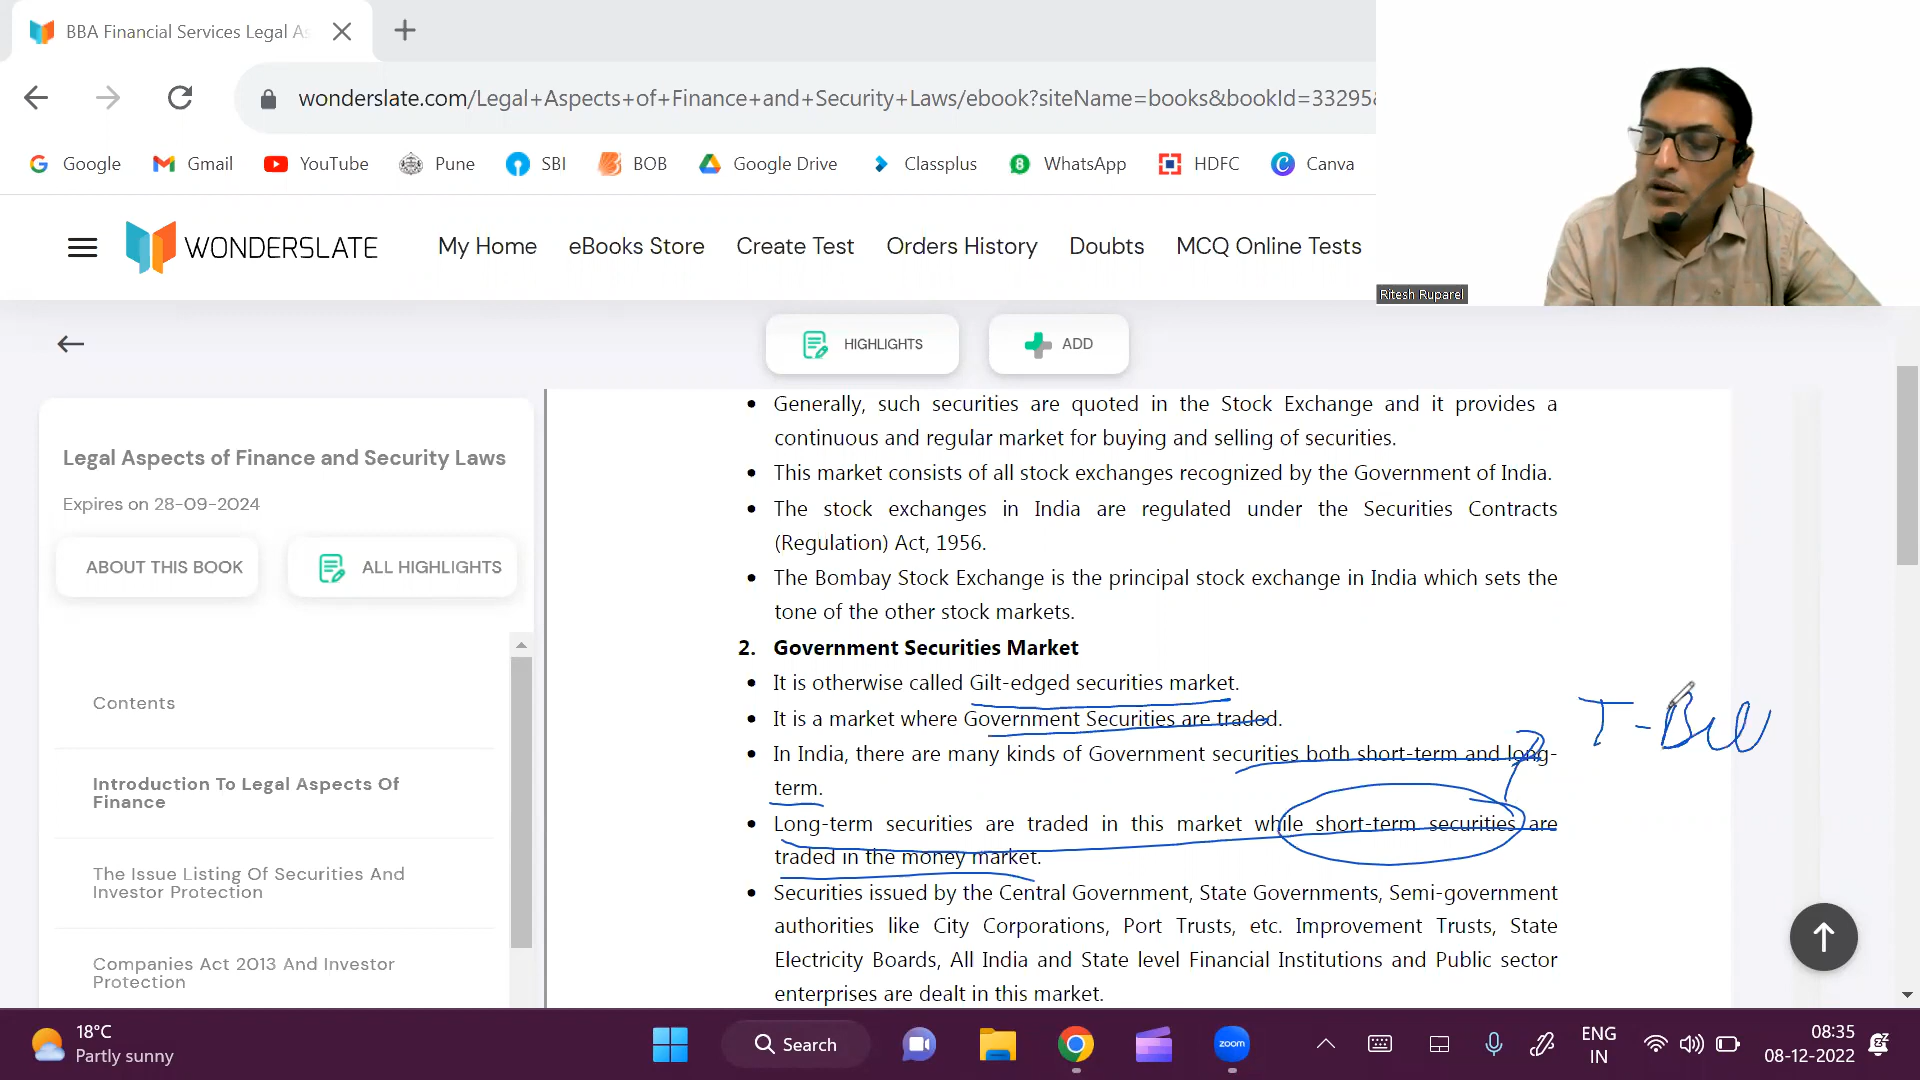 BBA Financial Services Legal As
wonderslate.com/Legal+Aspects+of+Finance+and+Security+Laws/ebook?siteName=books&bookId=33295&
Google Gmail YouTube Pune SBI BOB Google Drive Classplus 8 WhatsApp HDFC C Canva
WONDERSLATE My Home eBooks Store Create Test Orders History Doubts MCQ Online Tests
Ritesh Ruparel
HIGHLIGHTS ADD
Legal Aspects of Finance and Security Laws
Expires on 28-09-2024
ABOUT THIS BOOK ALL HIGHLIGHTS
Contents
Introduction To Legal Aspects Of
Finance
The Issue Listing Of Securities And
Investor Protection
Companies Act 2013 And Investor
Protection
• Generally, such securities are quoted in the Stock Exchange and it provides a
continuous and regular market for buying and selling of securities.
• This market consists of all stock exchanges recognized by the Government of India.
• The stock exchanges in India are regulated under the Securities Contracts
(Regulation) Act, 1956.
• The Bombay Stock Exchange is the principal stock exchange in India which sets the
tone of the other stock markets.
2. Government Securities Market
• It is otherwise called Gilt-edged securities market.
• It is a market where Government Securities are traded.
• In India, there are many kinds of Government securities both short-term and long-
term.
• Long-term securities are traded in this market while short-term securities are
traded in the money market.
• Securities issued by the Central Government, State Governments, Semi-government
authorities like City Corporations, Port Trusts, etc. Improvement Trusts, State
Electricity Boards, All India and State level Financial Institutions and Public sector
enterprises are dealt in this market.
T-Bill
18°C
Partly sunny
Search
zoom
ENG
IN
08:35
08-12-2022